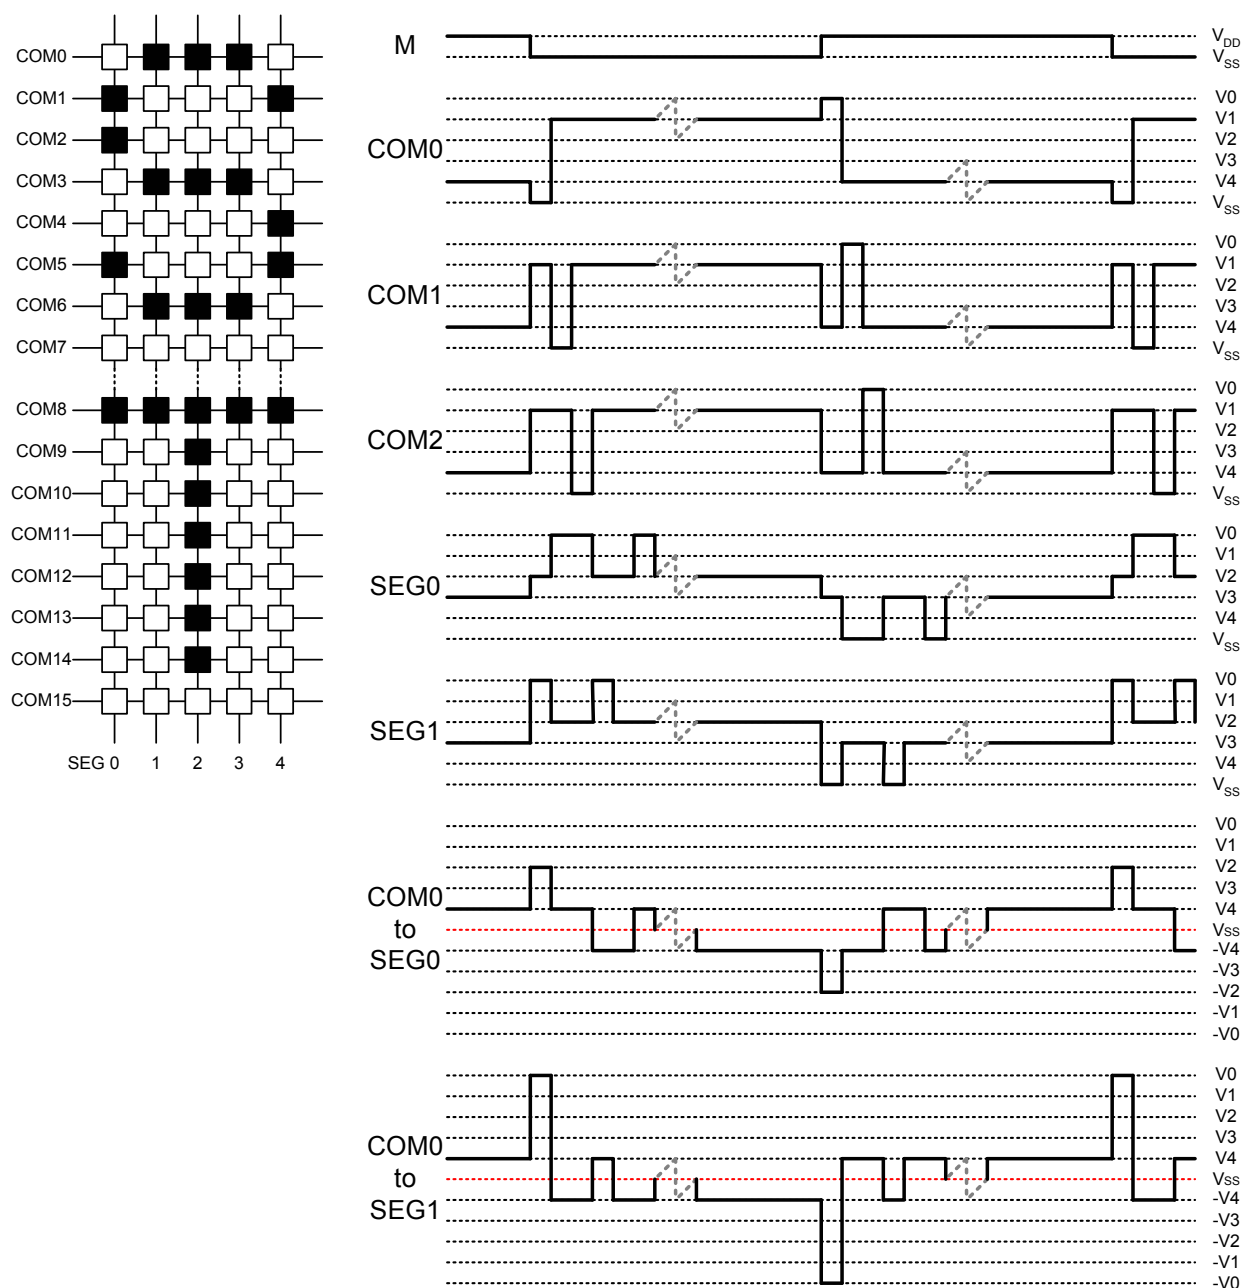 COM0
COM1
COM2
COM3
COM4
COM5
COM6
COM7
COM8
COM9
COM10
COM11
COM12
COM13
COM14
COM15
SEG 0 1 2 3 4
M
VDD
VSS
COM0
V0
V1
V2
V3
V4
VSS
COM1
V0
V1
V2
V3
V4
VSS
COM2
V0
V1
V2
V3
V4
VSS
SEG0
V0
V1
V2
V3
V4
VSS
SEG1
V0
V1
V2
V3
V4
VSS
COM0
to
SEG0
V0
V1
V2
V3
V4
VSS
-V4
-V3
-V2
-V1
-V0
COM0
to
SEG1
V0
V1
V2
V3
V4
VSS
-V4
-V3
-V2
-V1
-V0